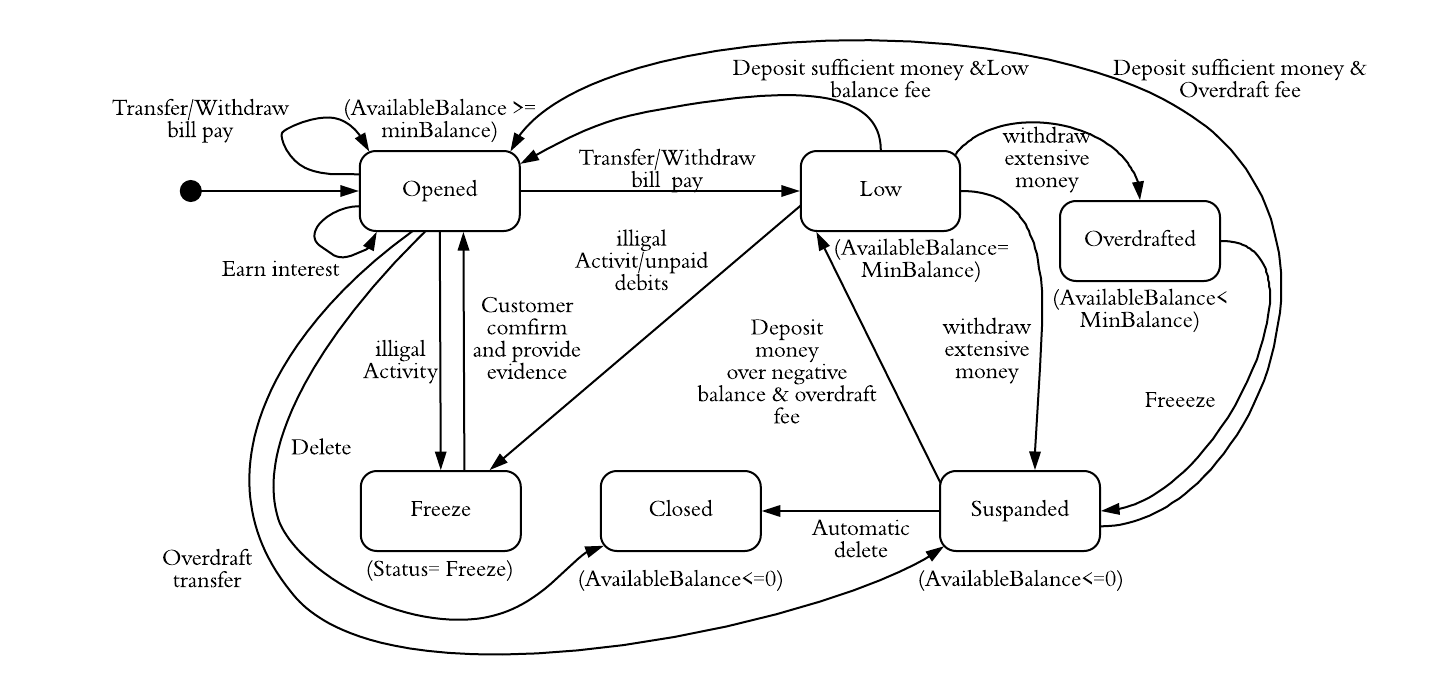 Deposit sufficient money &Low
balance fee
Deposit sufficient money &
Overdraft fee
Transfer/Withdraw
bill pay
(AvailableBalance >=
minBalance)
withdraw
extensive
money
Transfer/Withdraw
bill pay
Opened
Low
Overdrafted
Earn interest
illigal
Activit/unpaid
debits
(AvailableBalance=
MinBalance)
(AvailableBalance<
MinBalance)
Customer
comfirm
and provide
evidence
illigal
Activity
Deposit
money
over negative
balance & overdraft
fee
withdraw
extensive
money
Freeeze
Delete
Freeze
Closed
Suspanded
Automatic
delete
Overdraft
transfer
(Status= Freeze)
(AvailableBalance<=0)
(AvailableBalance<=0)